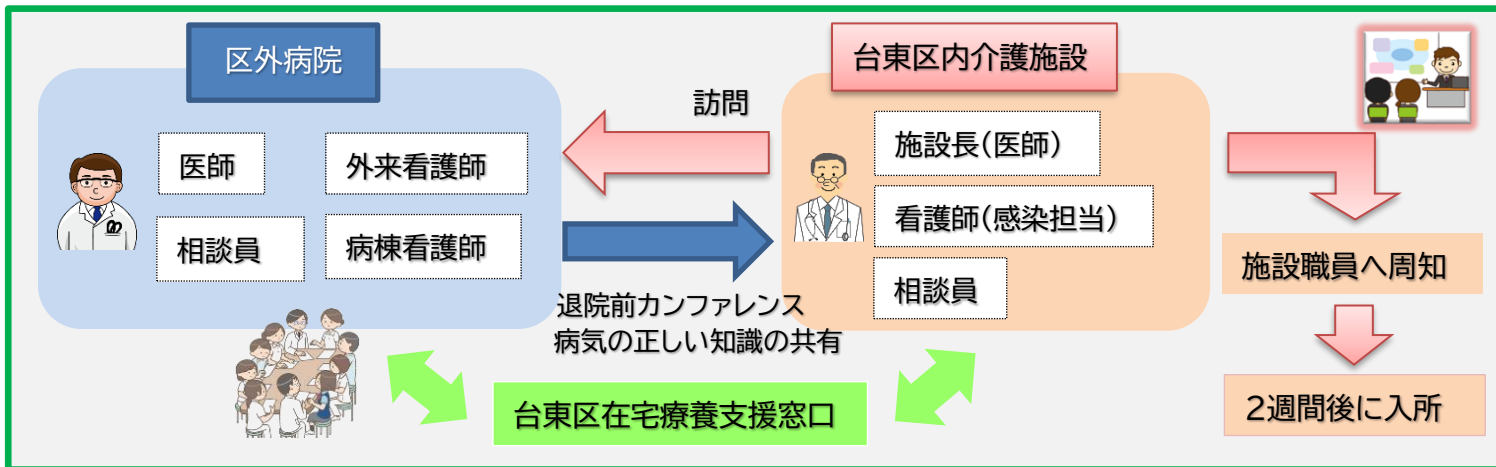 区外病院
医師
外来看護師
相談員
病棟看護師
訪問
退院前カンファレンス
病気の正しい知識の共有
台東区内介護施設
施設長(医師)
看護師(感染担当)
相談員
施設職員へ周知
2週間後に入所
台東区在宅療養支援窓口